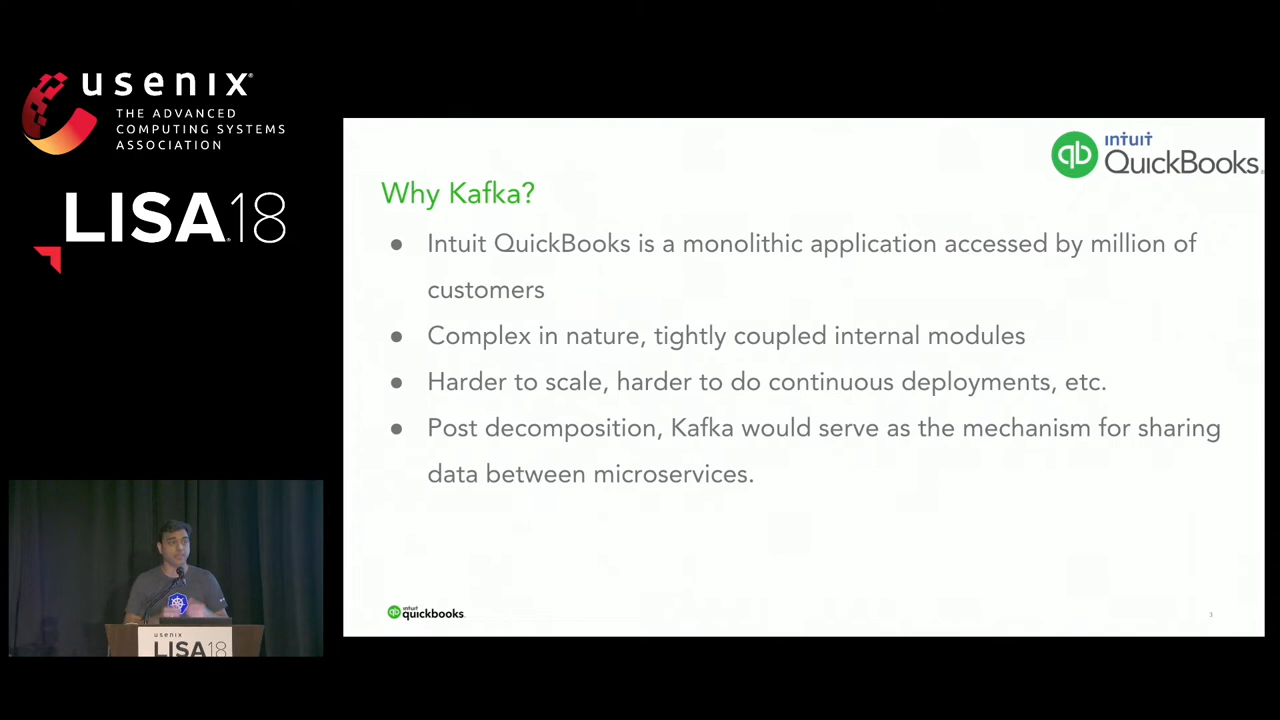 usenix
THE ADVANCED
COMPUTING SYSTEMS
ASSOCIATION
LISA18
intuit
QuickBooks
Why Kafka?
● Intuit QuickBooks is a monolithic application accessed by million of
customers
● Complex in nature, tightly coupled internal modules
● Harder to scale, harder to do continuous deployments, etc.
● Post decomposition, Kafka would serve as the mechanism for sharing
data between microservices.
intuit
quickbooks
3
usenix
LISA18